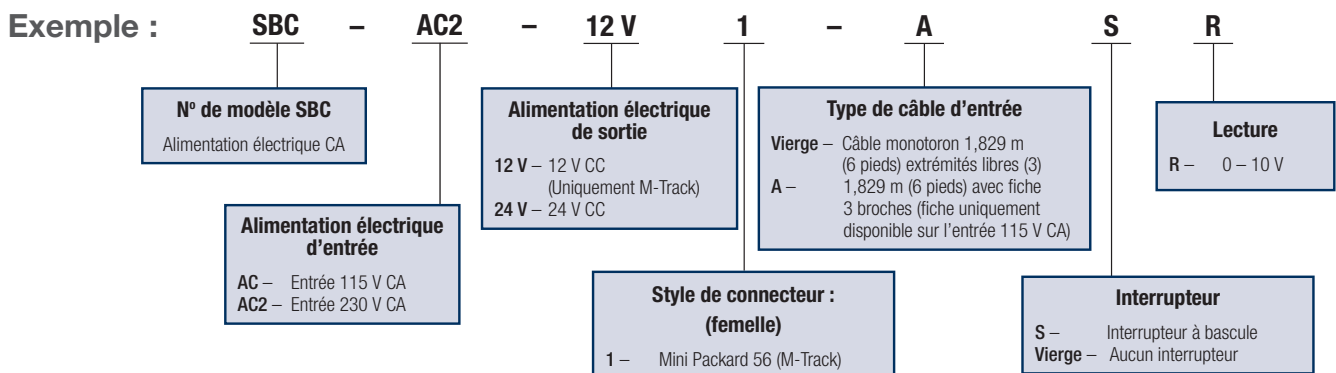 Exemple : SBC – AC2 – 12 V 1 – A S R
Nº de modèle SBC
Alimentation électrique CA
Alimentation électrique
d'entrée
AC – Entrée 115 V CA
AC2 – Entrée 230 V CA
Alimentation électrique
de sortie
12 V – 12 V CC
(Uniquement M-Track)
24 V – 24 V CC
Style de connecteur :
(femelle)
1 – Mini Packard 56 (M-Track)
Type de câble d'entrée
Vierge – Câble monotoron 1,829 m
(6 pieds) extrémités libres (3)
A – 1,829 m (6 pieds) avec fiche
3 broches (fiche uniquement
disponible sur l'entrée 115 V CA)
Interrupteur
S – Interrupteur à bascule
Vierge – Aucun interrupteur
Lecture
R – 0 – 10 V